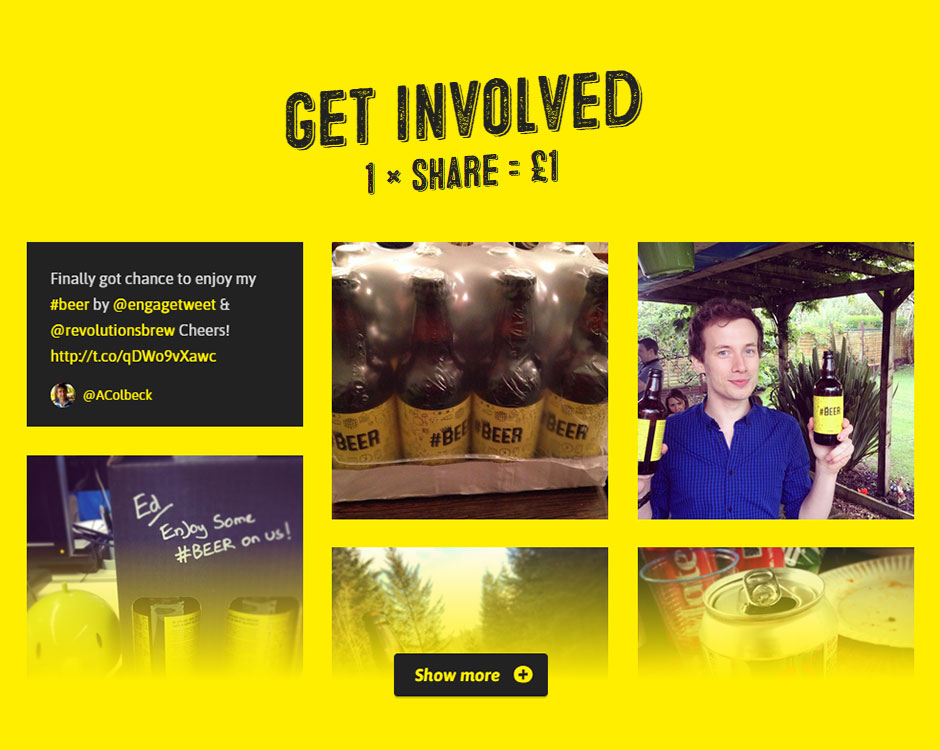 GET INVOLVED
1 × SHARE = £1
Finally got chance to enjoy my
#beer by @engagetweet &
@revolutionsbrew Cheers!
http://t.co/qDWo9vXawc
@AColbeck
#BEER
#BEE
#BEER
BEER
#BEER
Ed/
Enjoy Some
#BEER on us!
Show more